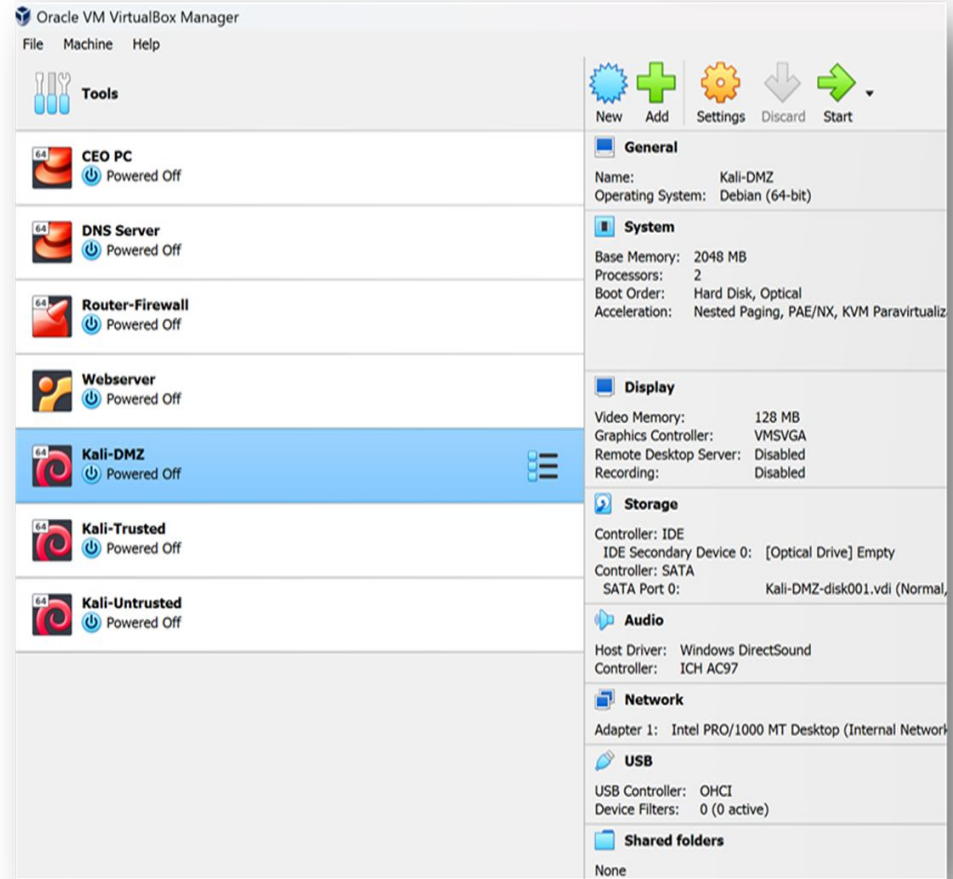 Oracle VM VirtualBox Manager
File Machine Help
Tools
New Add Settings Discard Start
64
CEO PC
Powered Off
64
DNS Server
Powered Off
64
Router-Firewall
Powered Off
Webserver
Powered Off
64
Kali-DMZ
Powered Off
64
Kali-Trusted
Powered Off
64
Kali-Untrusted
Powered Off
General
Name: Kali-DMZ
Operating System: Debian (64-bit)
System
Base Memory: 2048 MB
Processors: 2
Boot Order: Hard Disk, Optical
Acceleration: Nested Paging, PAE/NX, KVM Paravirtualiz
Display
Video Memory: 128 MB
Graphics Controller: VMSVGA
Remote Desktop Server: Disabled
Recording: Disabled
Storage
Controller: IDE
IDE Secondary Device 0: [Optical Drive] Empty
Controller: SATA
SATA Port 0: Kali-DMZ-disk001.vdi (Normal,
Audio
Host Driver: Windows DirectSound
Controller: ICH AC97
Network
Adapter 1: Intel PRO/1000 MT Desktop (Internal Network
USB
USB Controller: OHCI
Device Filters: 0 (0 active)
Shared folders
None